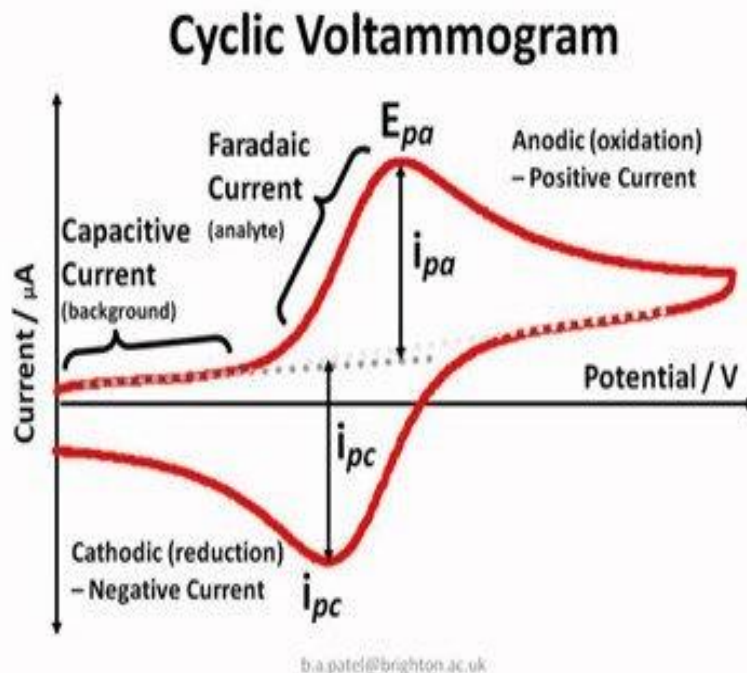 Cyclic Voltammogram
E pa
Faradaic
Current
(analyte)
Anodic (oxidation)
– Positive Current
Capacitive
Current
(background)
i pa
Current / µA
Potential / V
i pc
Cathodic (reduction)
– Negative Current
i pc
b.a.patel@brighton.ac.uk